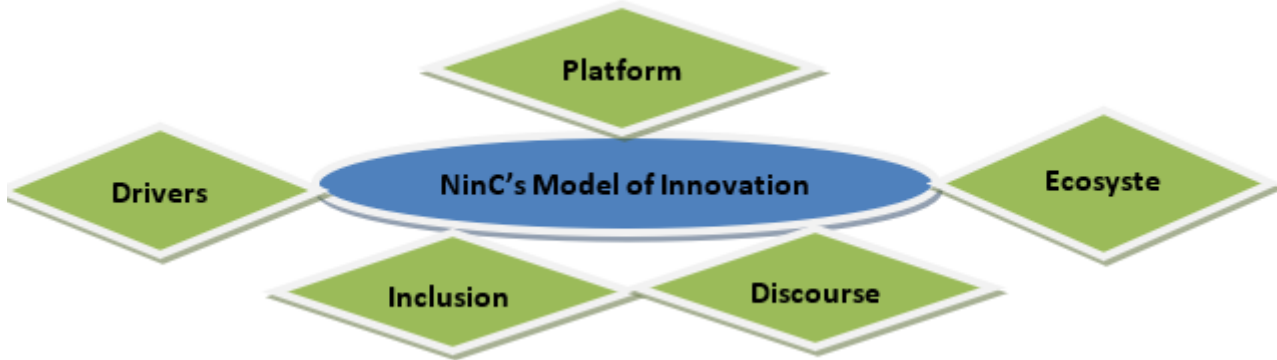 Platform
Drivers
NinC’s Model of Innovation
Ecosyste
Inclusion
Discourse